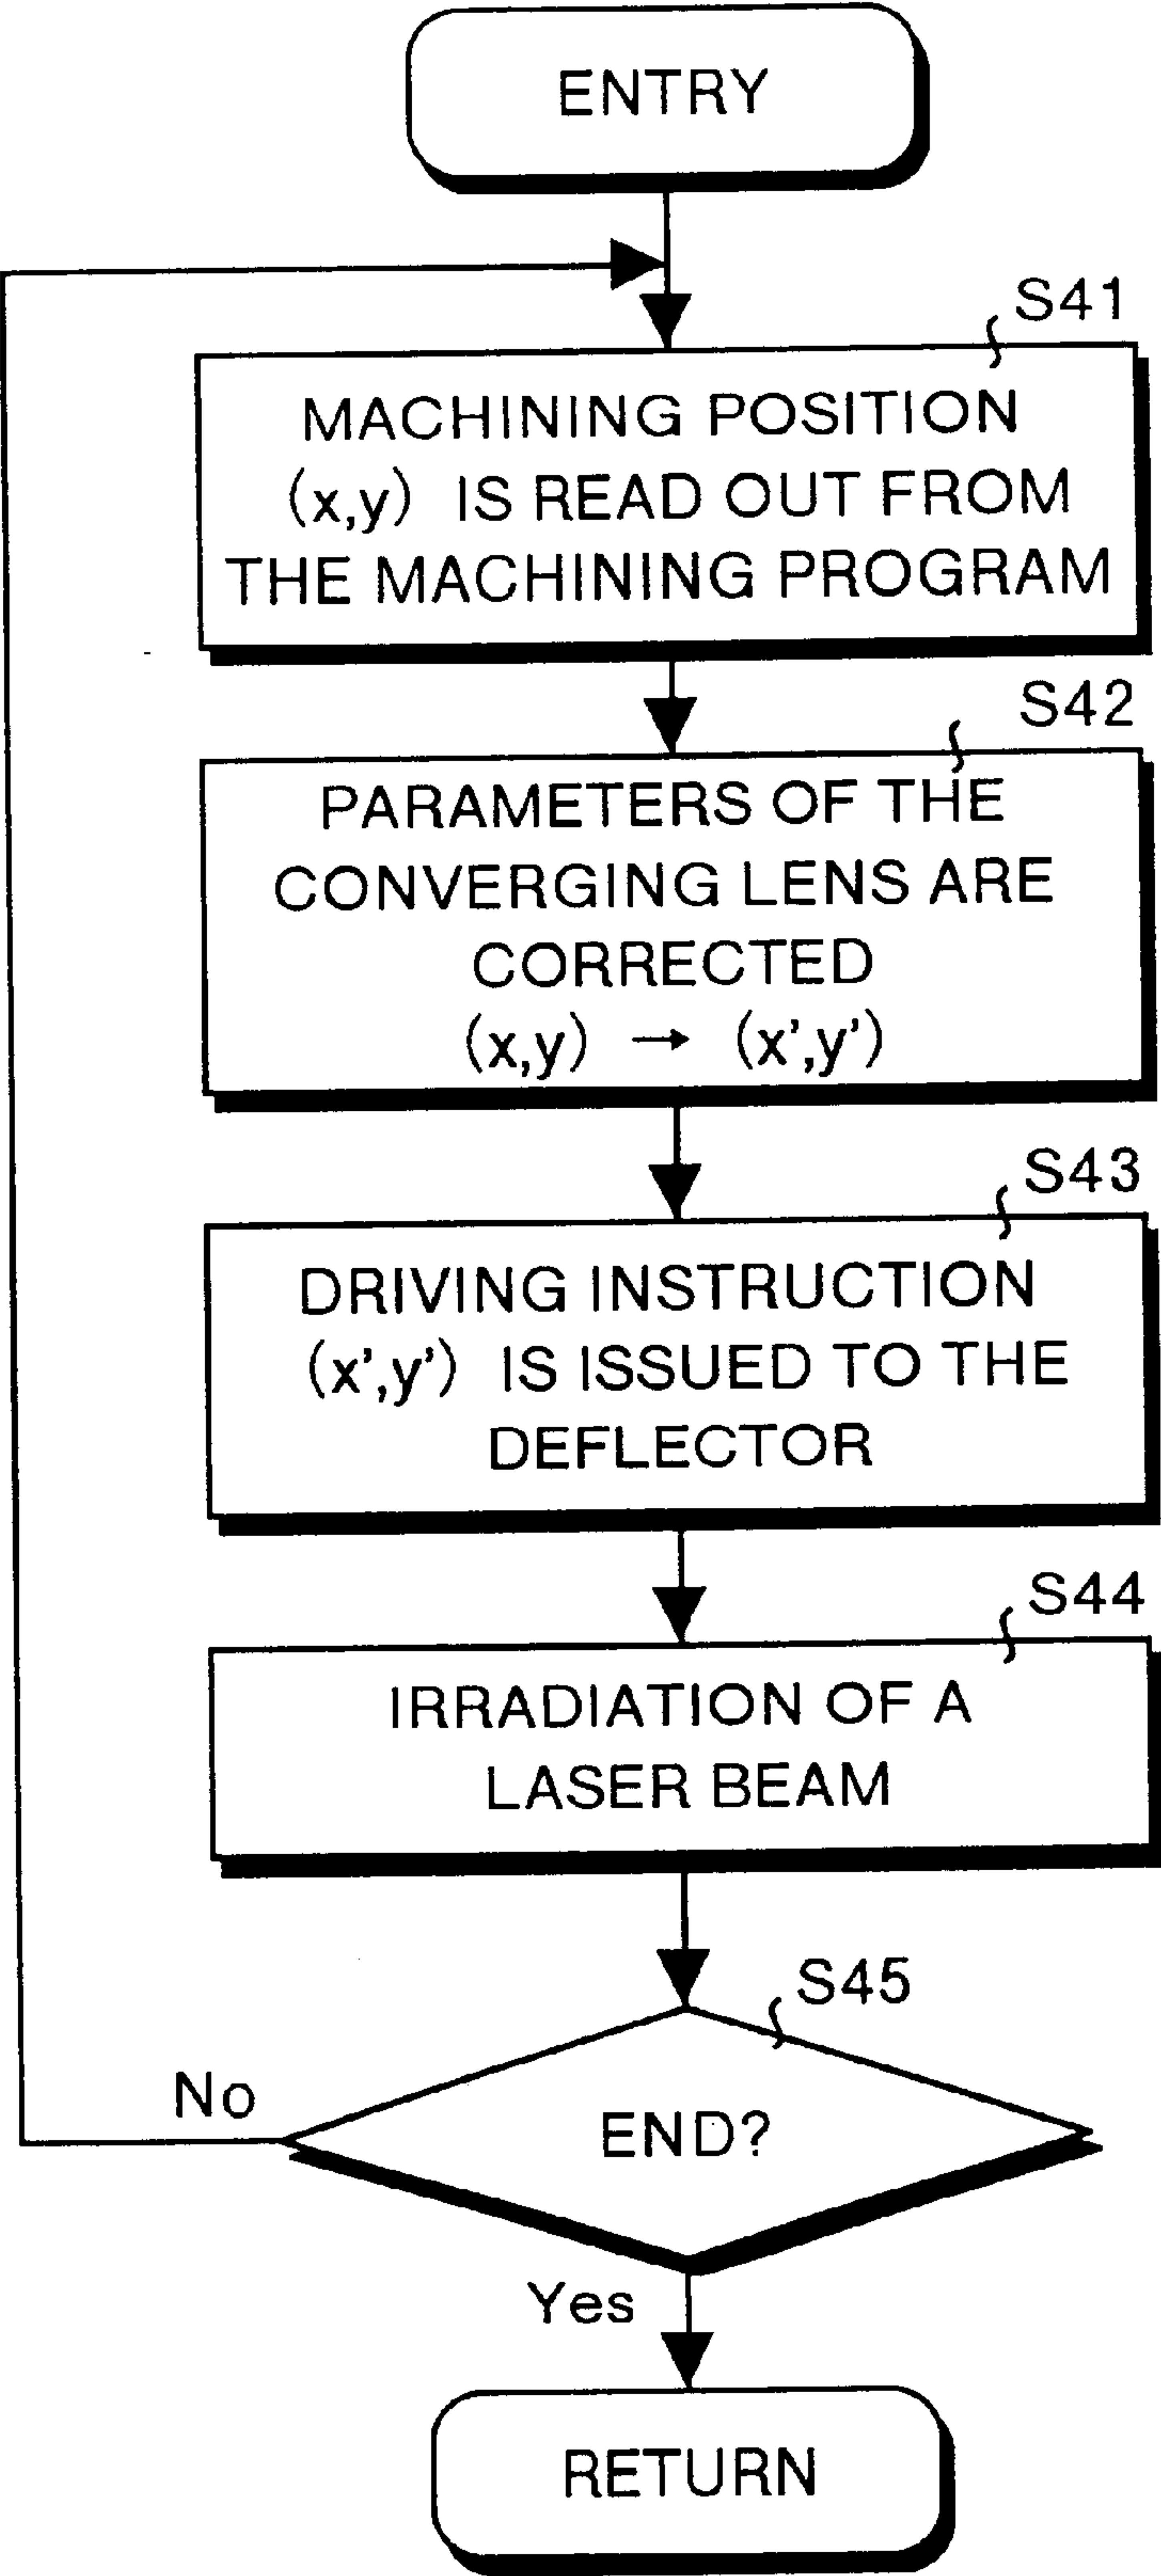 ENTRY
S41
MACHINING POSITION
(x,y) IS READ OUT FROM
THE MACHINING PROGRAM
S42
PARAMETERS OF THE
CONVERGING LENS ARE
CORRECTED
(x,y) → (x',y')
S43
DRIVING INSTRUCTION
(x',y') IS ISSUED TO THE
DEFLECTOR
S44
IRRADIATION OF A
LASER BEAM
S45
No
END?
Yes
RETURN